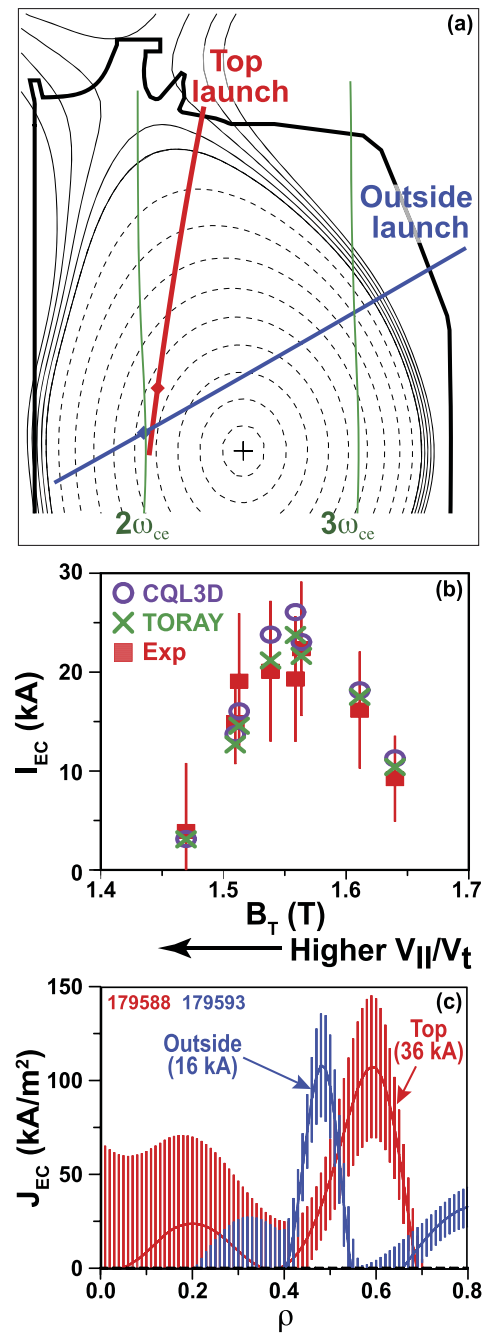 (a)
Top
launch
Outside
launch
2ω_ce 3ω_ce
30 (b)
CQL3D
TORAY
Exp
20
10
0
I_EC (kA)
1.4 1.5 1.6 1.7
B_T (T)
Higher V_||/V_t
150 179588 179593 (c)
Outside
(16 kA)
Top
(36 kA)
100
50
0
J_EC (kA/m²)
0.0 0.2 0.4 0.6 0.8
ρ